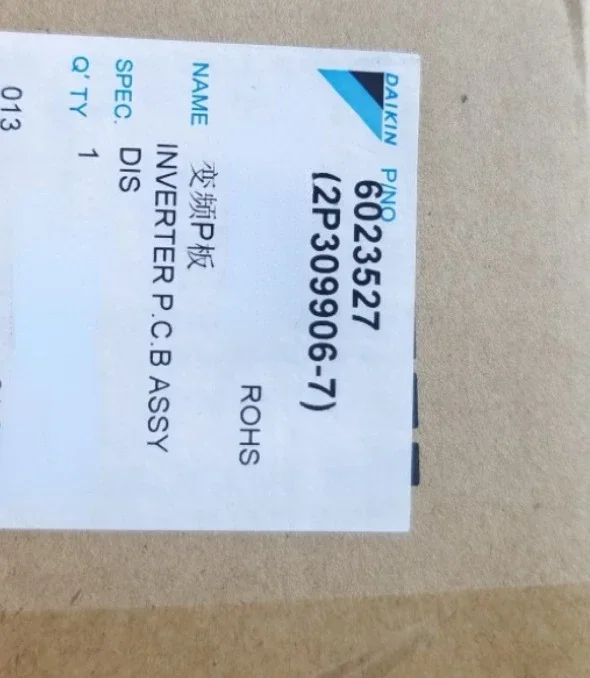 DAIKIN
P/NO
6023527
(2P309906-7)
ROHS
NAME 变频P板
INVERTER P.C.B ASSY
SPEC. DIS
Q'TY 1
013